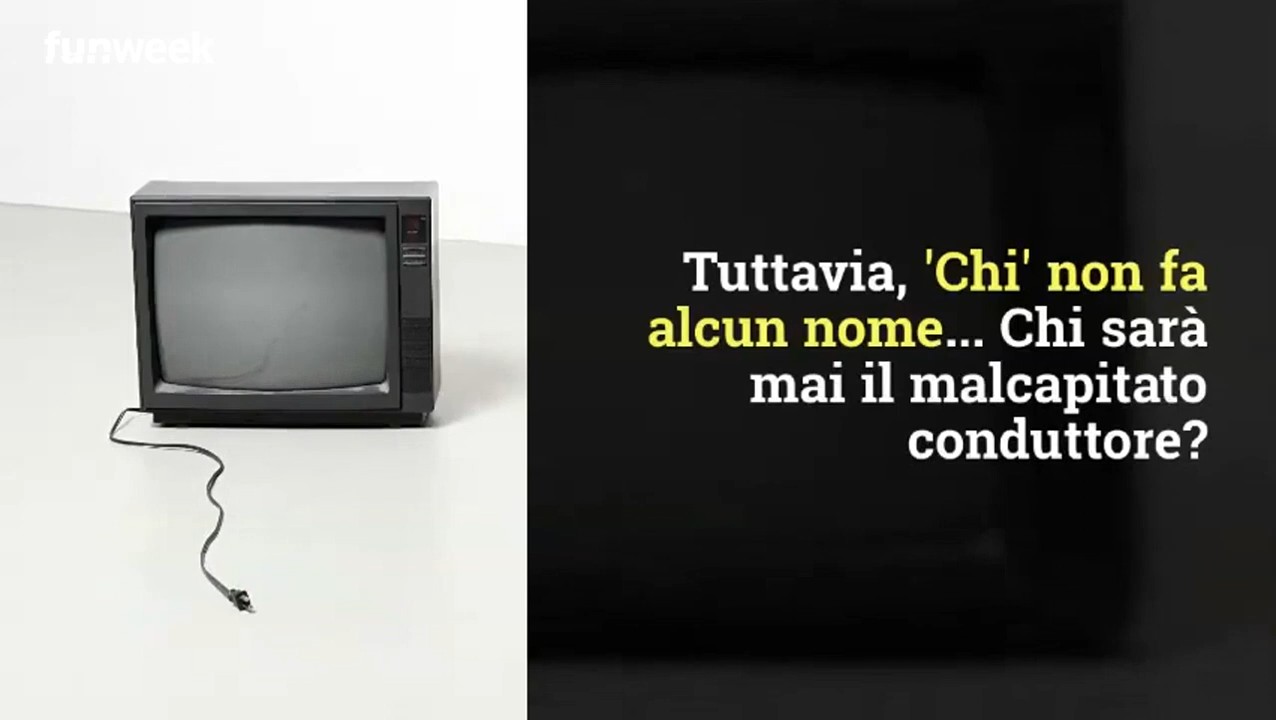 funweek
Tuttavia, 'Chi' non fa
alcun nome... Chi sarà
mai il malcapitato
conduttore?